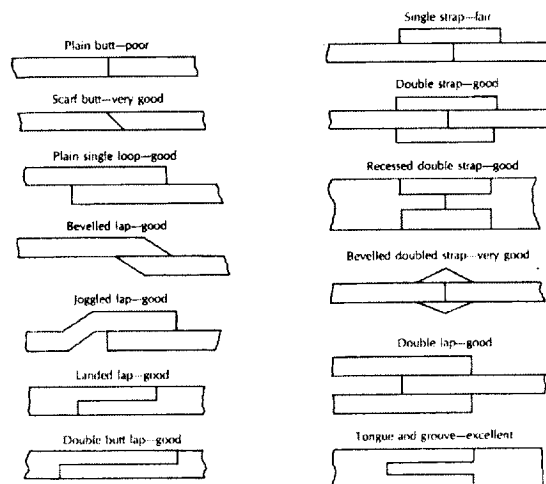 Plain butt—poor
Scarf butt—very good
Plain single loop—good
Bevelled lap—good
Joggled lap—good
Landed lap—good
Double butt lap—good
Single strap—fair
Double strap—good
Recessed double strap—good
Bevelled doubled strap—very good
Double lap—good
Tongue and groove—excellent